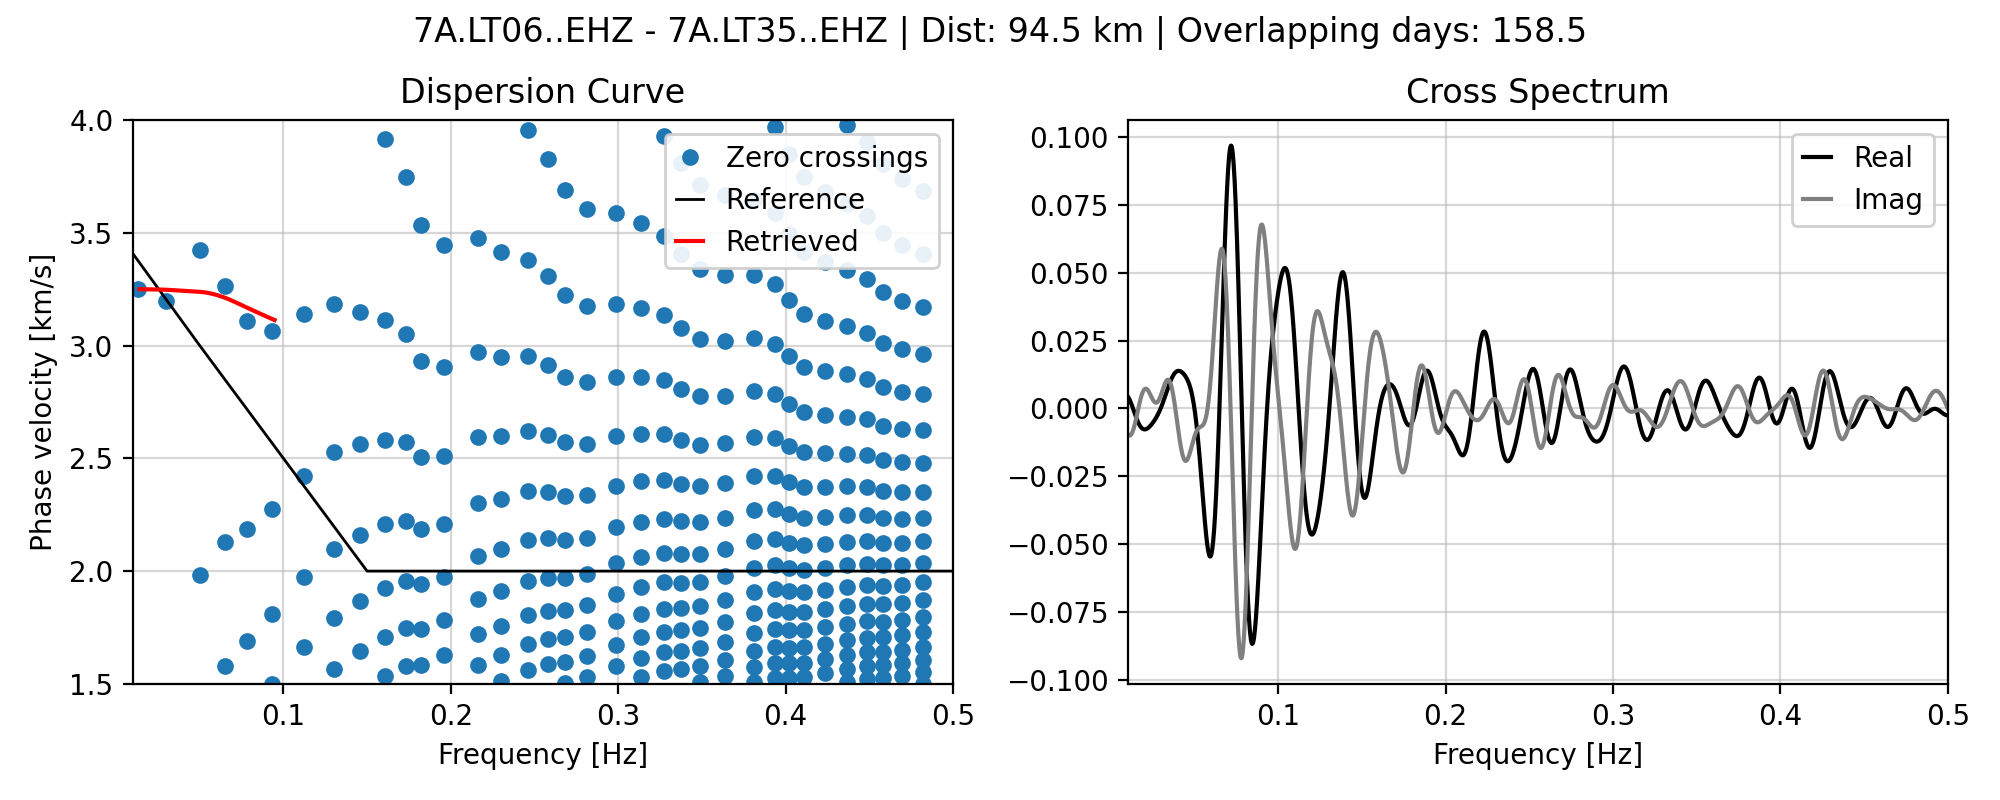 7A.LT06..EHZ - 7A.LT35..EHZ | Dist: 94.5 km | Overlapping days: 158.5
Dispersion Curve
4.0
3.5
3.0
2.5
2.0
1.5
Phase velocity [km/s]
0.1 0.2 0.3 0.4 0.5
Frequency [Hz]
Zero crossings
Reference
Retrieved
Cross Spectrum
0.100
0.075
0.050
0.025
0.000
−0.025
−0.050
−0.075
−0.100
0.1 0.2 0.3 0.4 0.5
Frequency [Hz]
Real
Imag